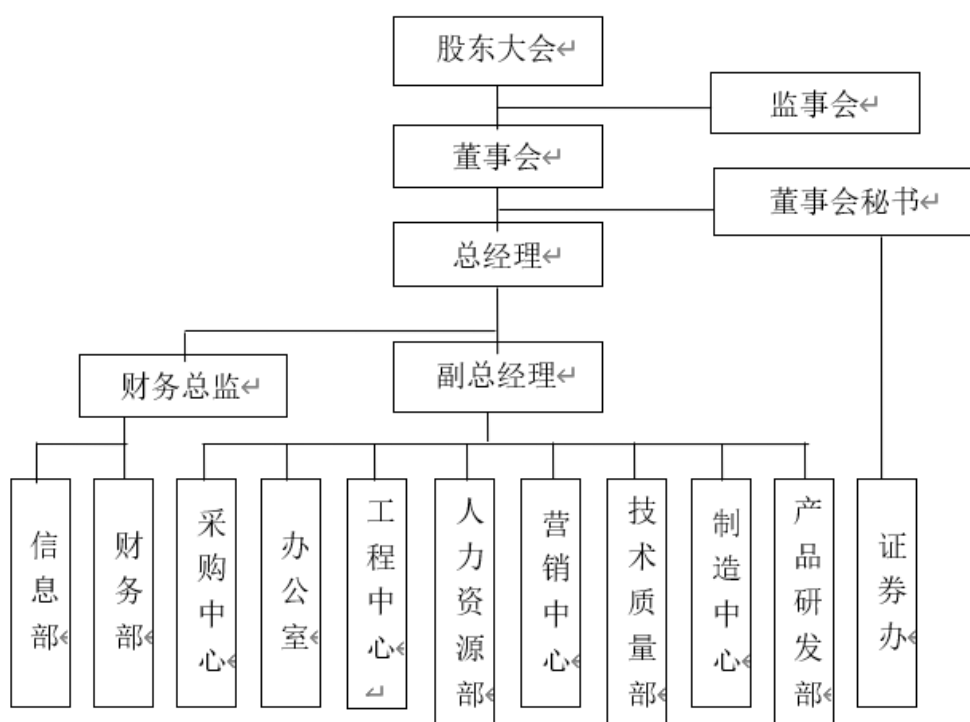 股东大会
监事会
董事会
董事会秘书
总经理
财务总监
副总经理
信息部
财务部
采购中心
办公室
工程中心
人力资源部
营销中心
技术质量部
制造中心
产品研发部
证券办